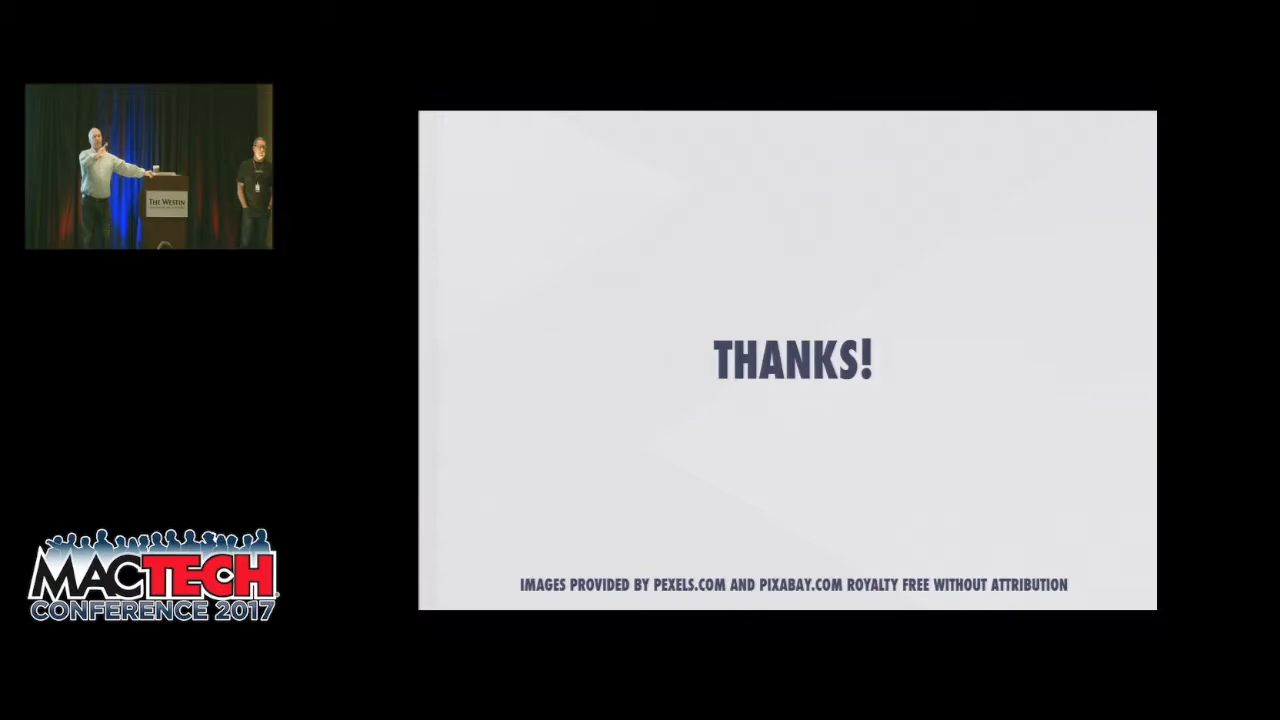 THE WESTIN
THANKS!
IMAGES PROVIDED BY PEXELS.COM AND PIXABAY.COM ROYALTY FREE WITHOUT ATTRIBUTION
MACTECH
CONFERENCE 2017